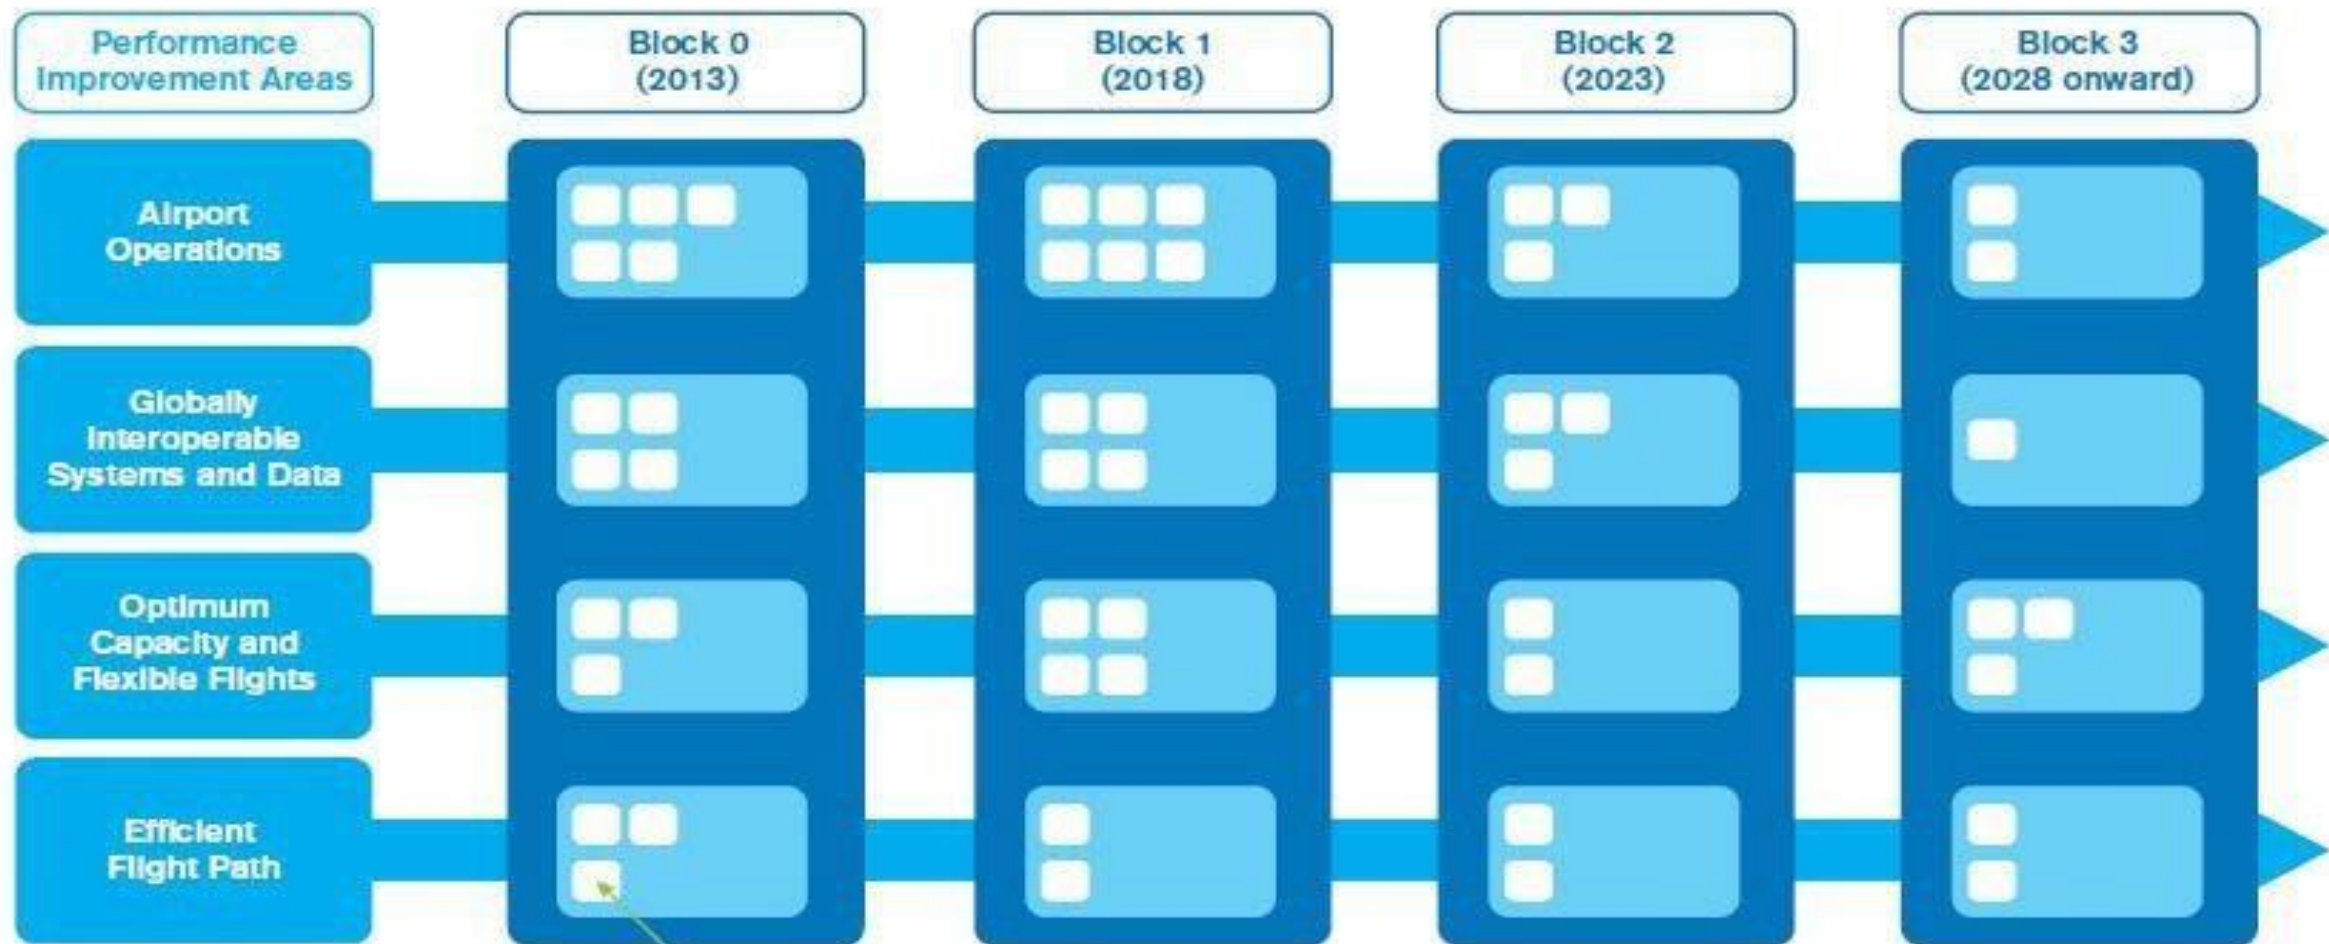 Performance
Improvement Areas
Block 0
(2013)
Block 1
(2018)
Block 2
(2023)
Block 3
(2028 onward)
Airport
Operations
Globally
Interoperable
Systems and Data
Optimum
Capacity and
Flexible Flights
Efficient
Flight Path